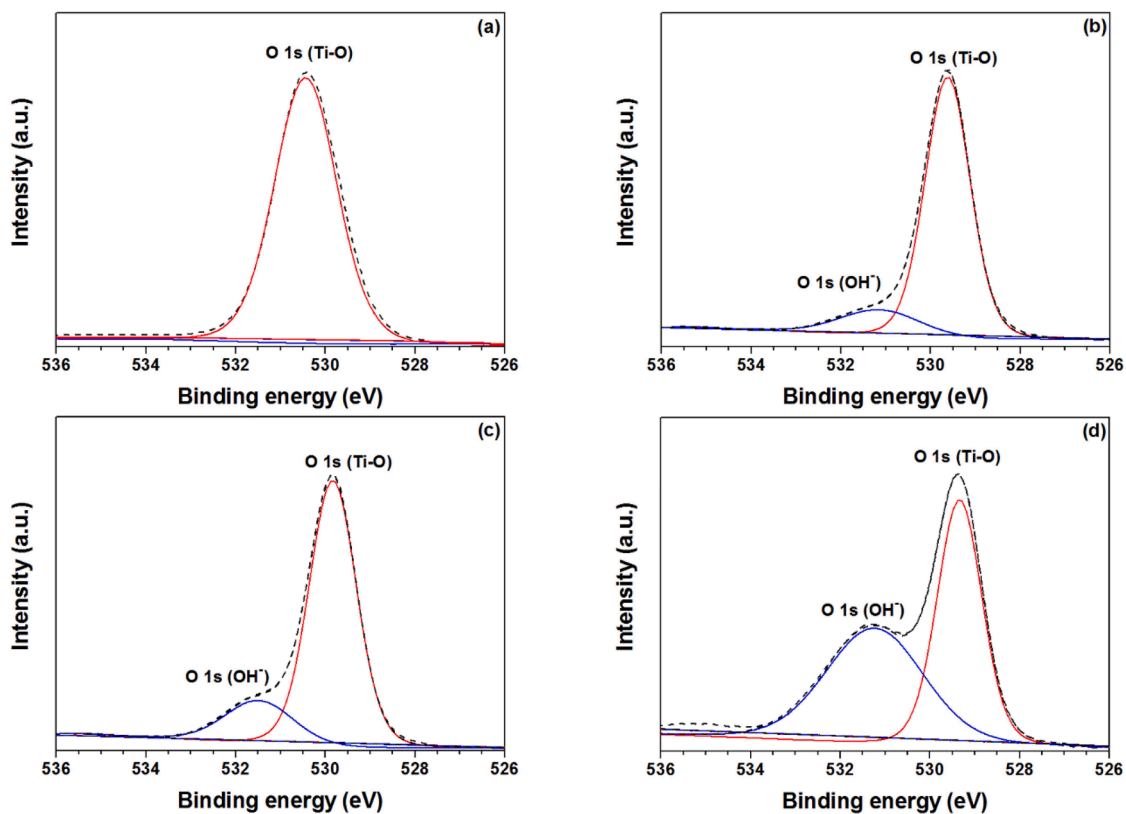 (a)
O 1s (Ti-O)
Intensity (a.u.)
536 534 532 530 528 526
Binding energy (eV)
(b)
O 1s (Ti-O)
O 1s (OH⁻)
Intensity (a.u.)
536 534 532 530 528 526
Binding energy (eV)
(c)
O 1s (Ti-O)
O 1s (OH⁻)
Intensity (a.u.)
536 534 532 530 528 526
Binding energy (eV)
(d)
O 1s (Ti-O)
O 1s (OH⁻)
Intensity (a.u.)
536 534 532 530 528 526
Binding energy (eV)